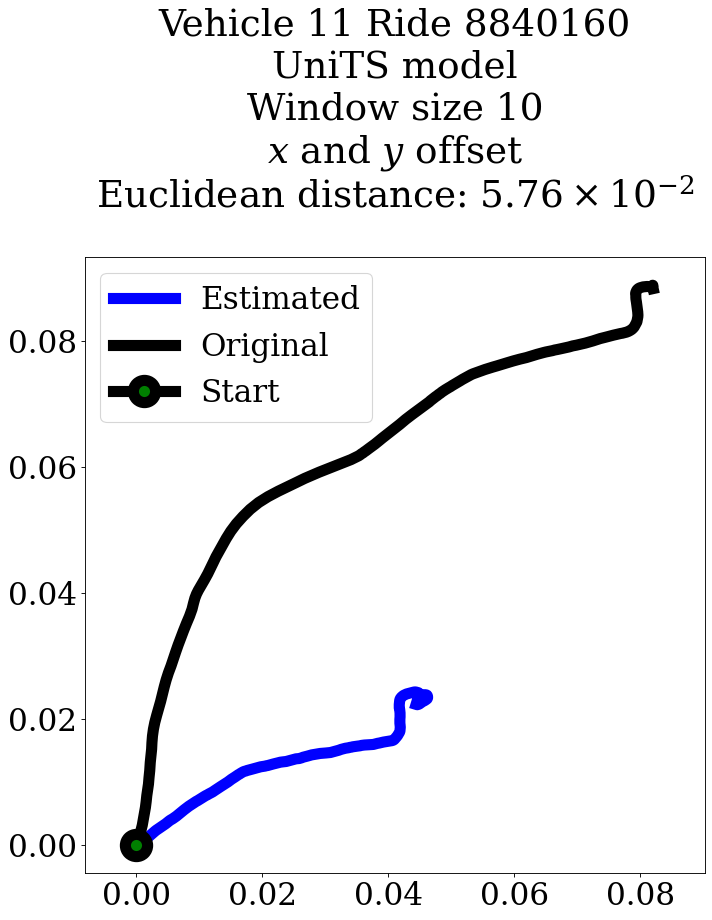 Vehicle 11 Ride 8840160
UniTS model
Window size 10
x and y offset
Euclidean distance: 5.76 × 10⁻²
Estimated
Original
Start
0.08
0.06
0.04
0.02
0.00
0.00 0.02 0.04 0.06 0.08